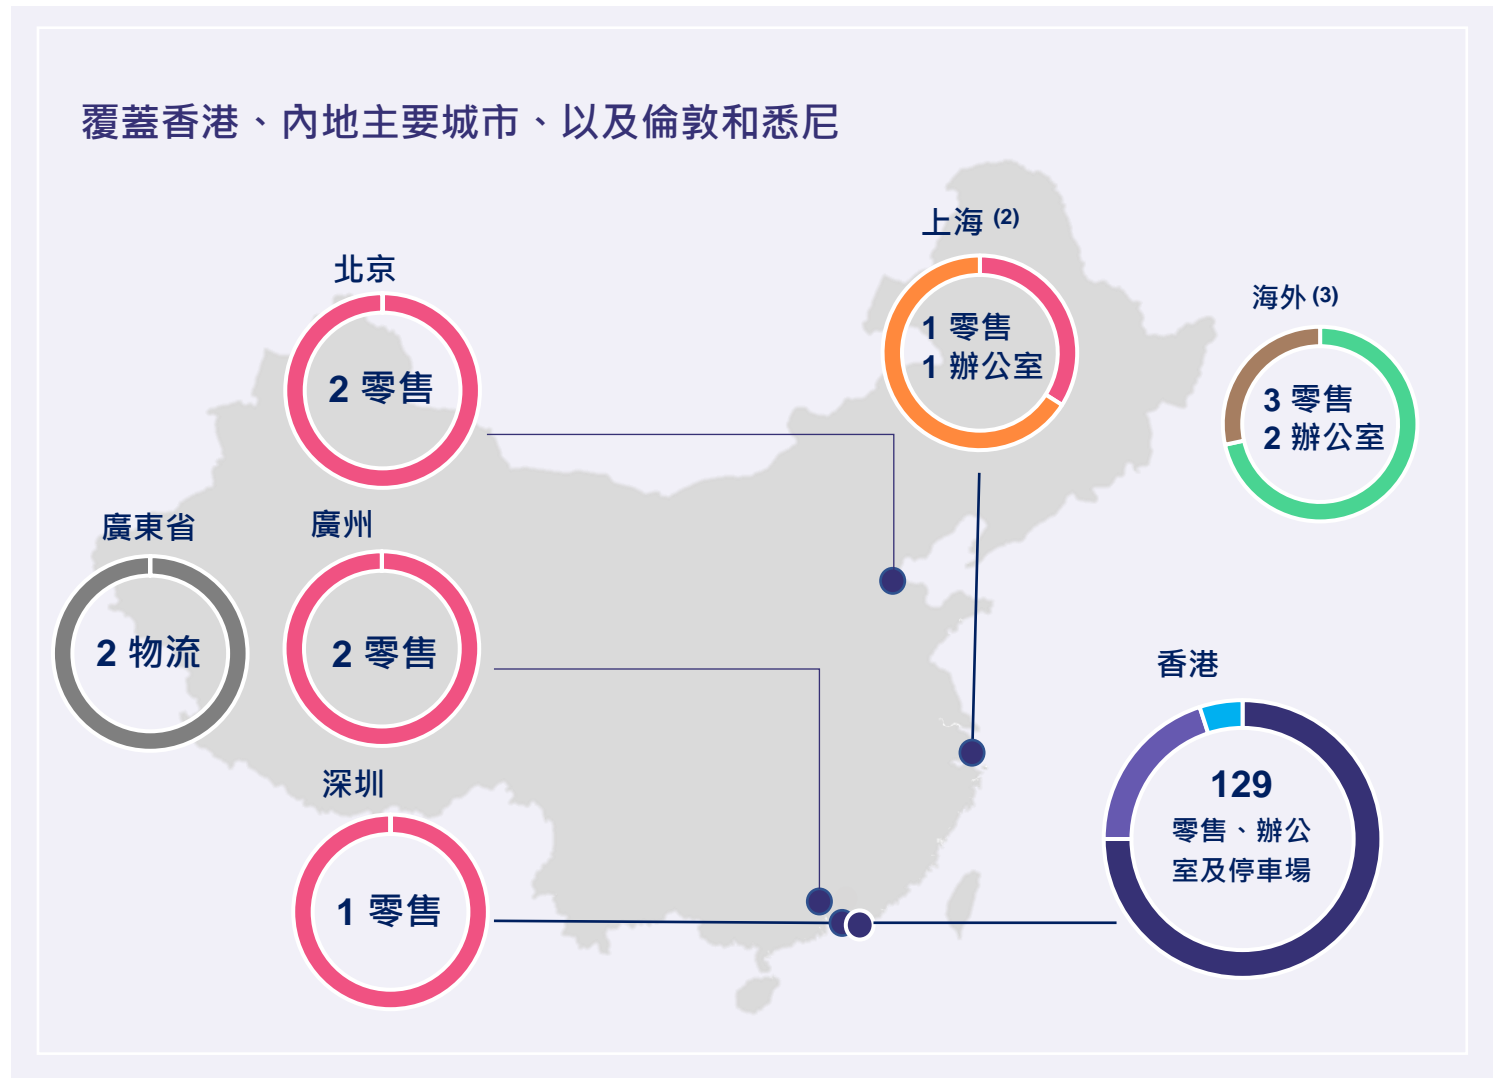 覆蓋香港、內地主要城市、以及倫敦和悉尼
上海 (2)
1 零售
1 辦公室
北京
2 零售
海外 (3)
3 零售
2 辦公室
廣東省
2 物流
廣州
2 零售
香港
129
零售、辦公
室及停車場
深圳
1 零售